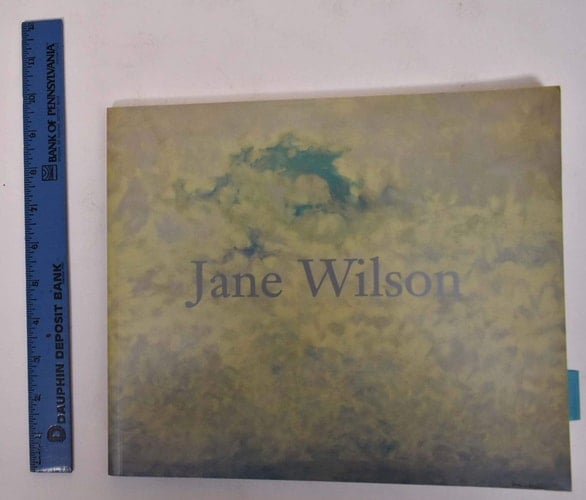 BANK OF PENNSYLVANIA
DAUPHIN DEPOSIT BANK
Jane Wilson